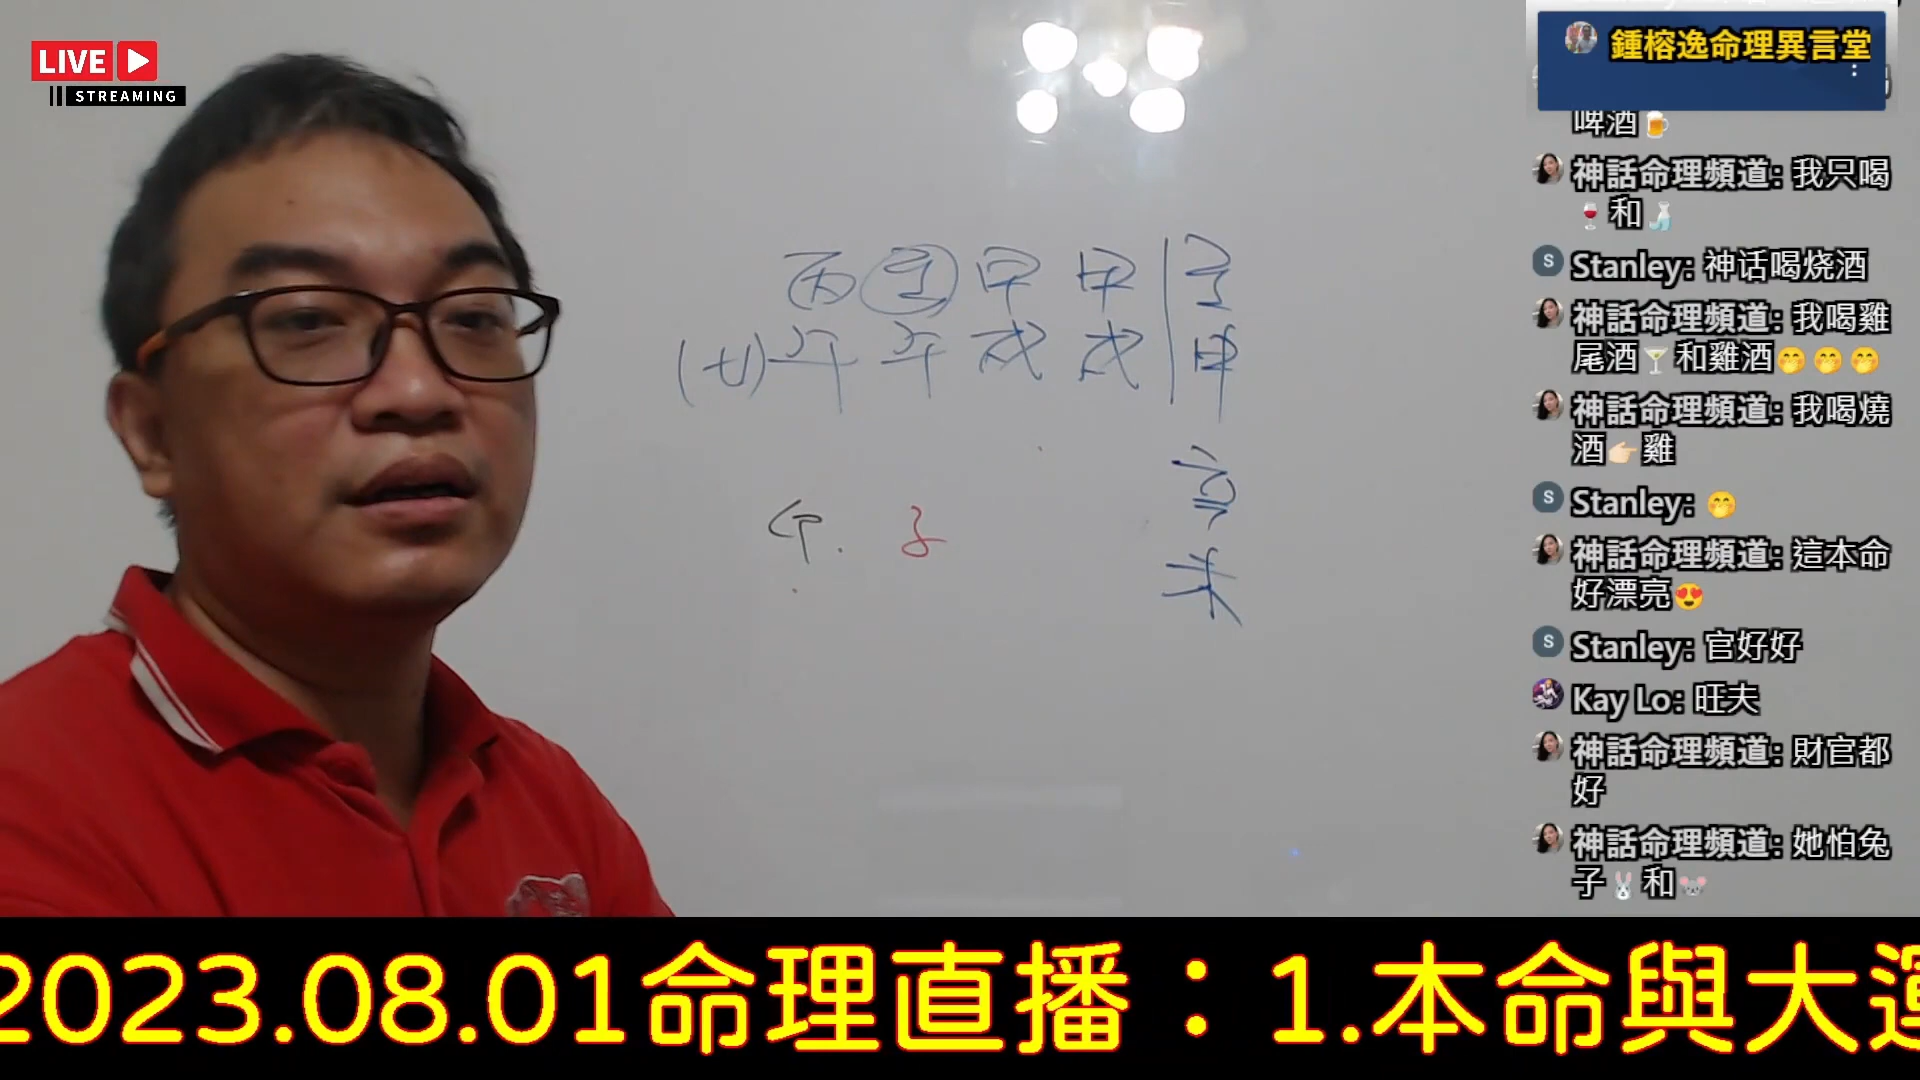 LIVE
STREAMING
鍾榕逸命理異言堂
啤酒🍺
神話命理頻道: 我只喝
🍷和🍶
Stanley: 神话喝烧酒
神話命理頻道: 我喝雞
尾酒🍸和雞酒🤭🤭🤭
神話命理頻道: 我喝燒
酒👉🏻雞
Stanley: 🤭
神話命理頻道: 這本命
好漂亮😍
Stanley: 官好好
Kay Lo: 旺夫
神話命理頻道: 財官都
好
神話命理頻道: 她怕兔
子🐰和🐭
丙 壬 甲 甲 壬
(女) 午 午 戌 戌 申
2023.08.01命理直播：1.本命與大運